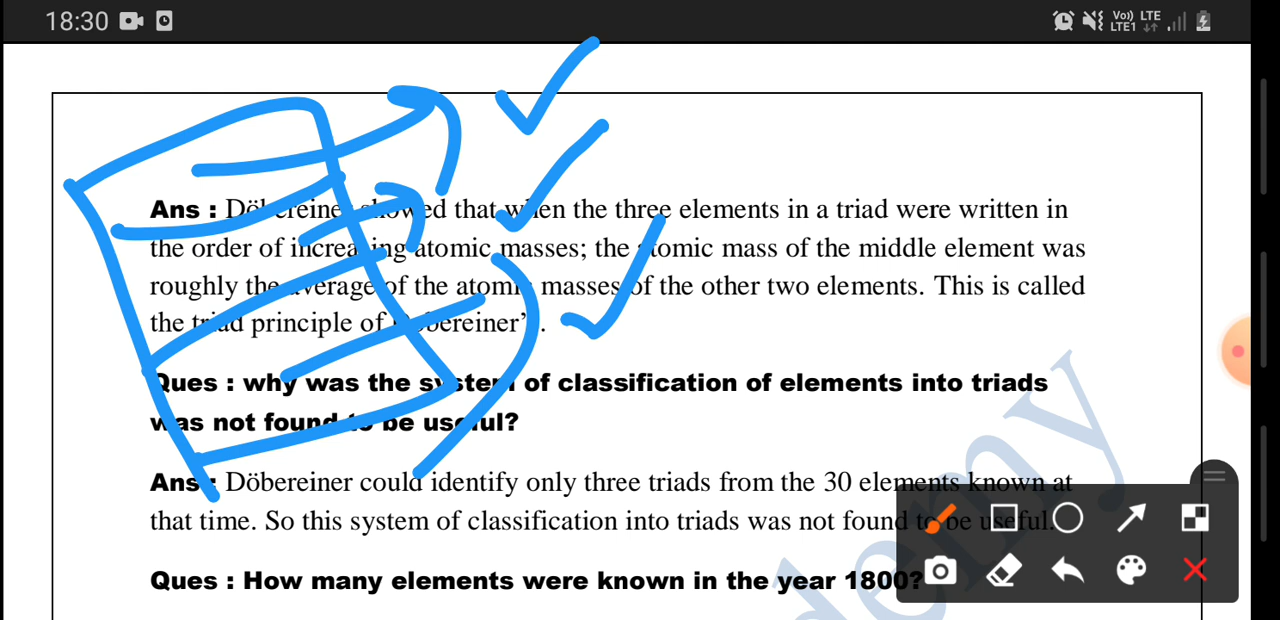 18:30
Vo)) LTE
LTE1
Ans : Döbereiner showed that when the three elements in a triad were written in
the order of increasing atomic masses; the atomic mass of the middle element was
roughly the average of the atomic masses of the other two elements. This is called
the triad principle of Döbereiner's.
Ques : why was the system of classification of elements into triads
was not found to be useful?
Ans : Döbereiner could identify only three triads from the 30 elements known at
that time. So this system of classification into triads was not found to be useful.
Ques : How many elements were known in the year 1800?
demy